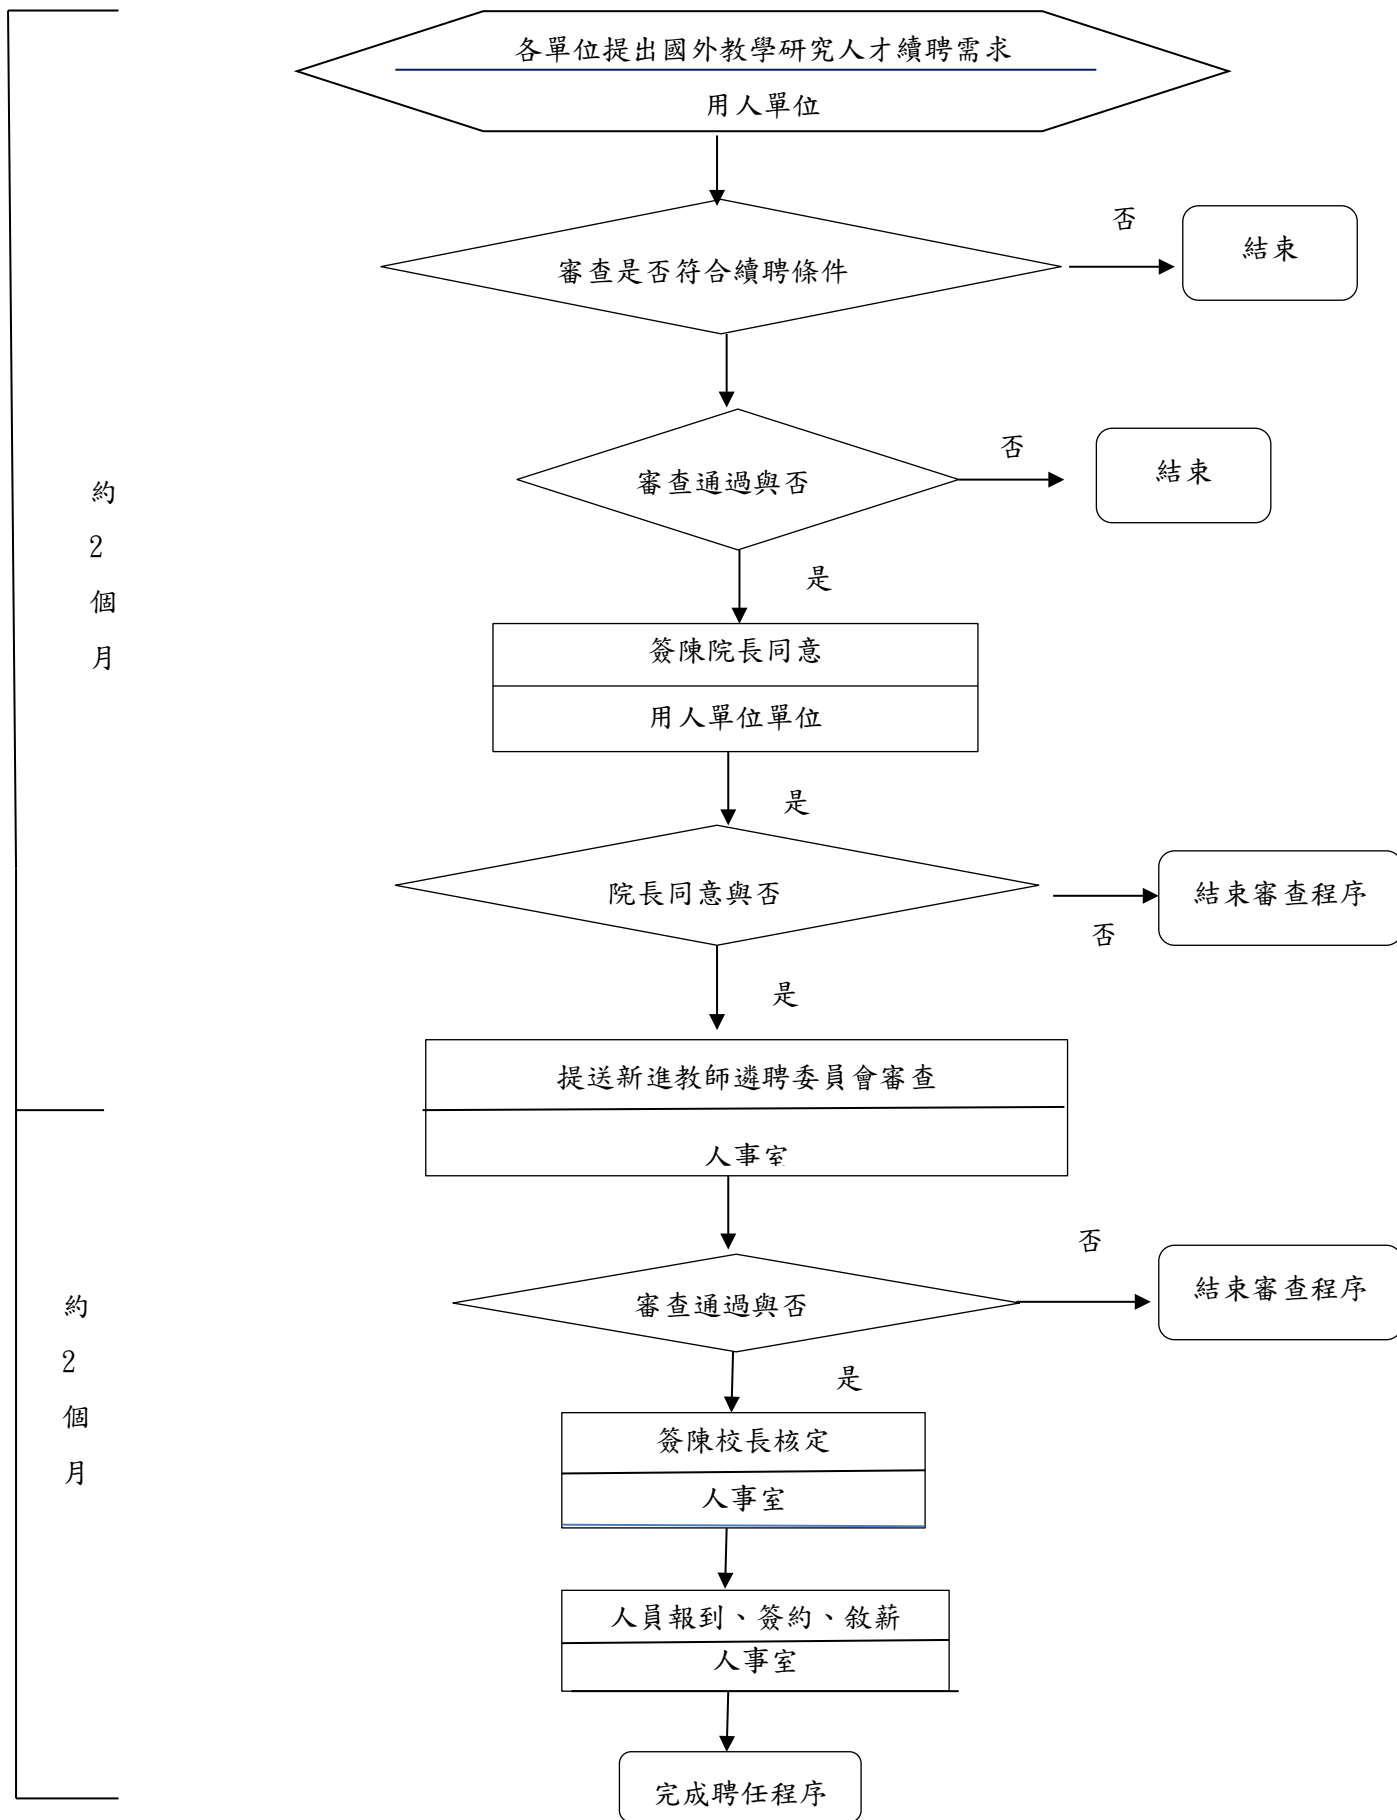 各單位提出國外教學研究人才續聘需求
用人單位
否
結束
審查是否符合續聘條件
否
結束
審查通過與否
約
2
個
月
是
簽陳院長同意
用人單位單位
是
院長同意與否
結束審查程序
否
是
提送新進教師遴聘委員會審查
人事室
否
結束審查程序
審查通過與否
約
2
個
月
是
簽陳校長核定
人事室
人員報到、簽約、敘薪
人事室
完成聘任程序